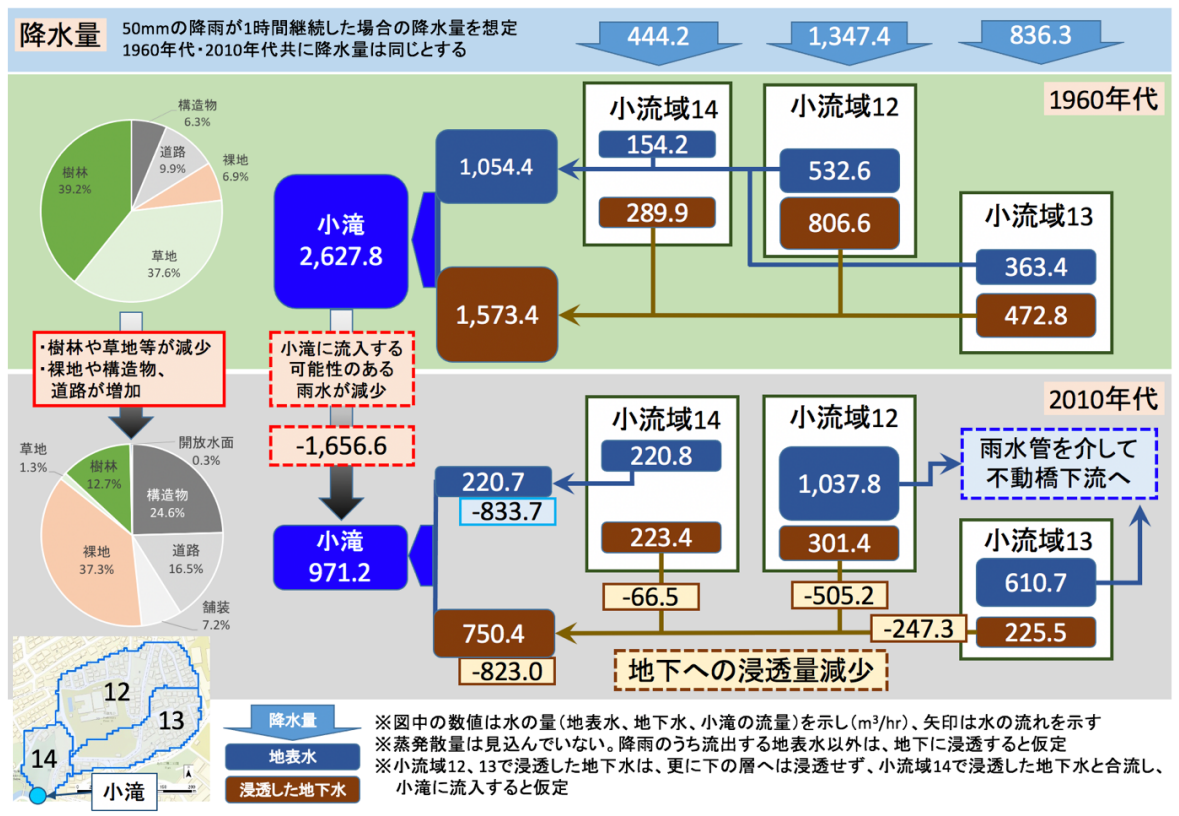 降水量
50mmの降雨が1時間継続した場合の降水量を想定
1960年代・2010年代共に降水量は同じとする
444.2
1,347.4
836.3
1960年代
構造物
6.3%
道路
9.9%
裸地
6.9%
草地
37.6%
樹林
39.2%
小滝
2,627.8
1,054.4
1,573.4
小流域14
154.2
289.9
小流域12
532.6
806.6
小流域13
363.4
472.8
・樹林や草地等が減少
・裸地や構造物、
道路が増加
小滝に流入する
可能性のある
雨水が減少
-1,656.6
2010年代
開放水面
0.3%
構造物
24.6%
道路
16.5%
舗装
7.2%
裸地
37.3%
草地
1.3%
樹林
12.7%
小滝
971.2
220.7
-833.7
750.4
-823.0
小流域14
220.8
223.4
-66.5
小流域12
1,037.8
301.4
-505.2
雨水管を介して
不動橋下流へ
小流域13
610.7
225.5
-247.3
地下への浸透量減少
12
13
14
小滝
降水量
地表水
浸透した地下水
※図中の数値は水の量(地表水、地下水、小滝の流量)を示し(m³/hr)、矢印は水の流れを示す
※蒸発散量は見込んでいない。降雨のうち流出する地表水以外は、地下に浸透すると仮定
※小流域12、13で浸透した地下水は、更に下の層へは浸透せず、小流域14で浸透した地下水と合流し、
小滝に流入すると仮定